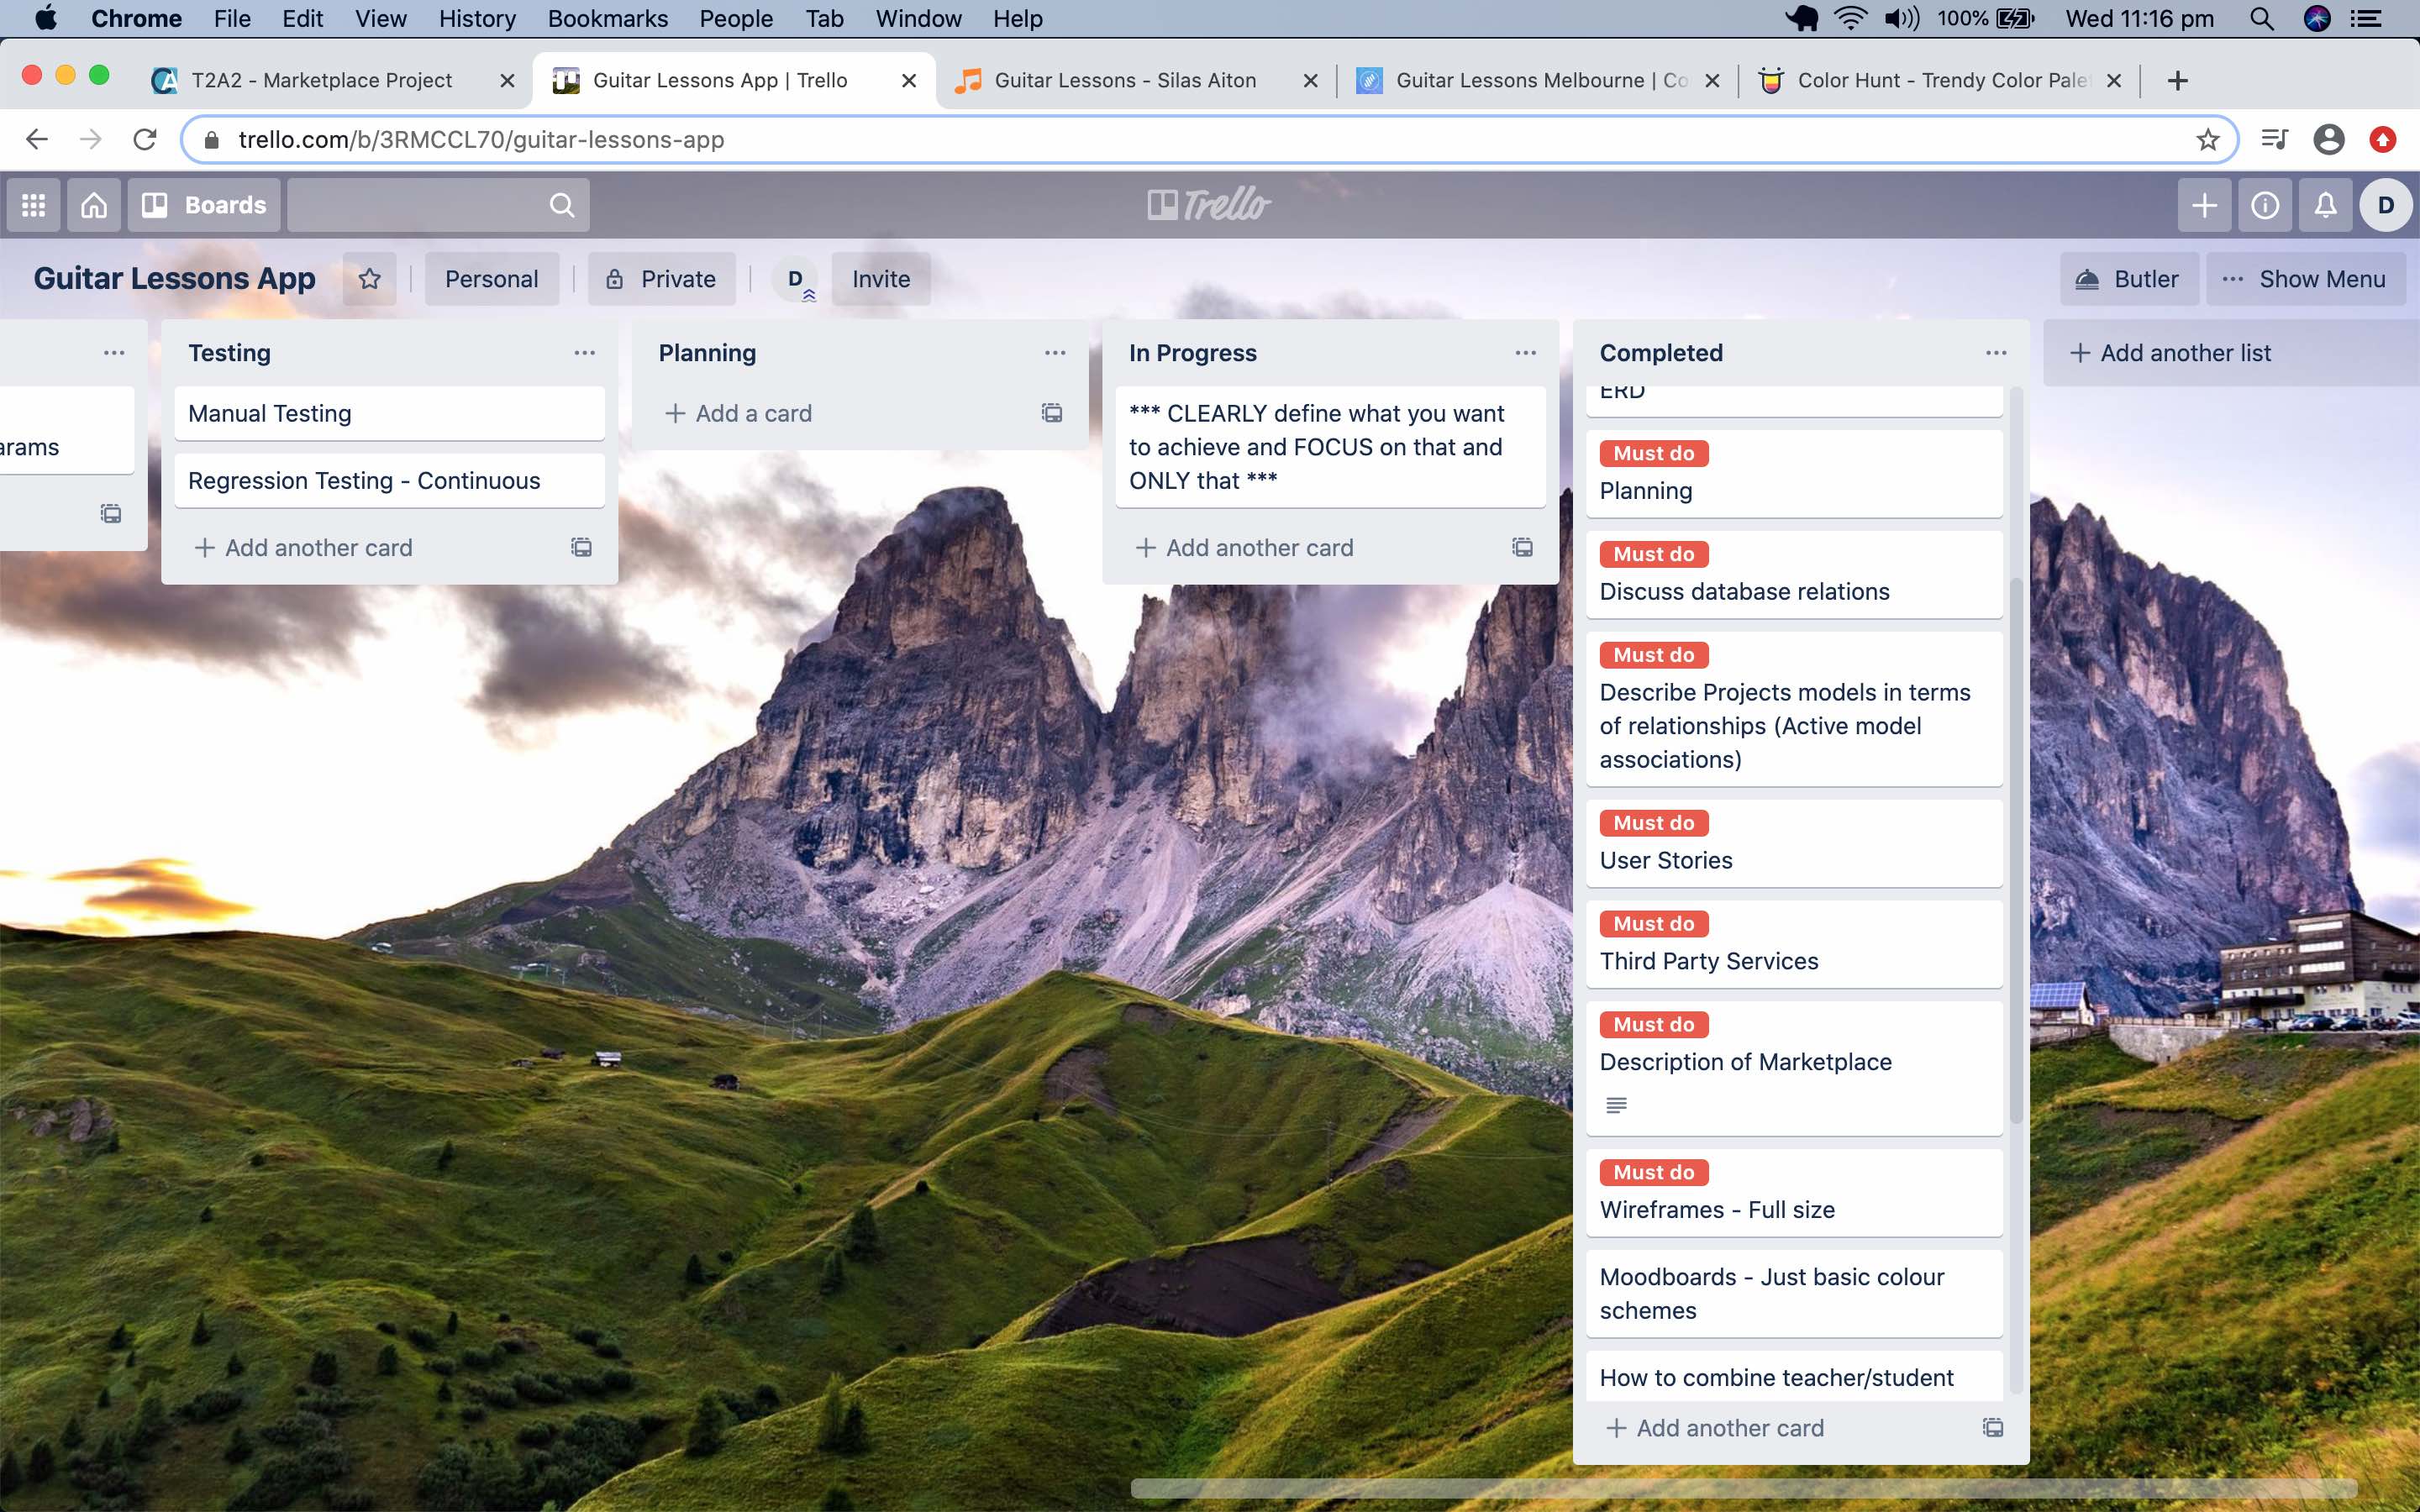 Chrome File Edit View History Bookmarks People Tab Window Help 100% Wed 11:16 pm
T2A2 - Marketplace Project Guitar Lessons App | Trello Guitar Lessons - Silas Aiton Guitar Lessons Melbourne | Co Color Hunt - Trendy Color Pale
trello.com/b/3RMCCL70/guitar-lessons-app
Boards Trello D
Guitar Lessons App Personal Private D Invite Butler Show Menu
arams
Testing
Manual Testing
Regression Testing - Continuous
+ Add another card
Planning
+ Add a card
In Progress
*** CLEARLY define what you want
to achieve and FOCUS on that and
ONLY that ***
+ Add another card
Completed
ERD
Must do
Planning
Must do
Discuss database relations
Must do
Describe Projects models in terms
of relationships (Active model
associations)
Must do
User Stories
Must do
Third Party Services
Must do
Description of Marketplace
Must do
Wireframes - Full size
Moodboards - Just basic colour
schemes
How to combine teacher/student
+ Add another card
+ Add another list